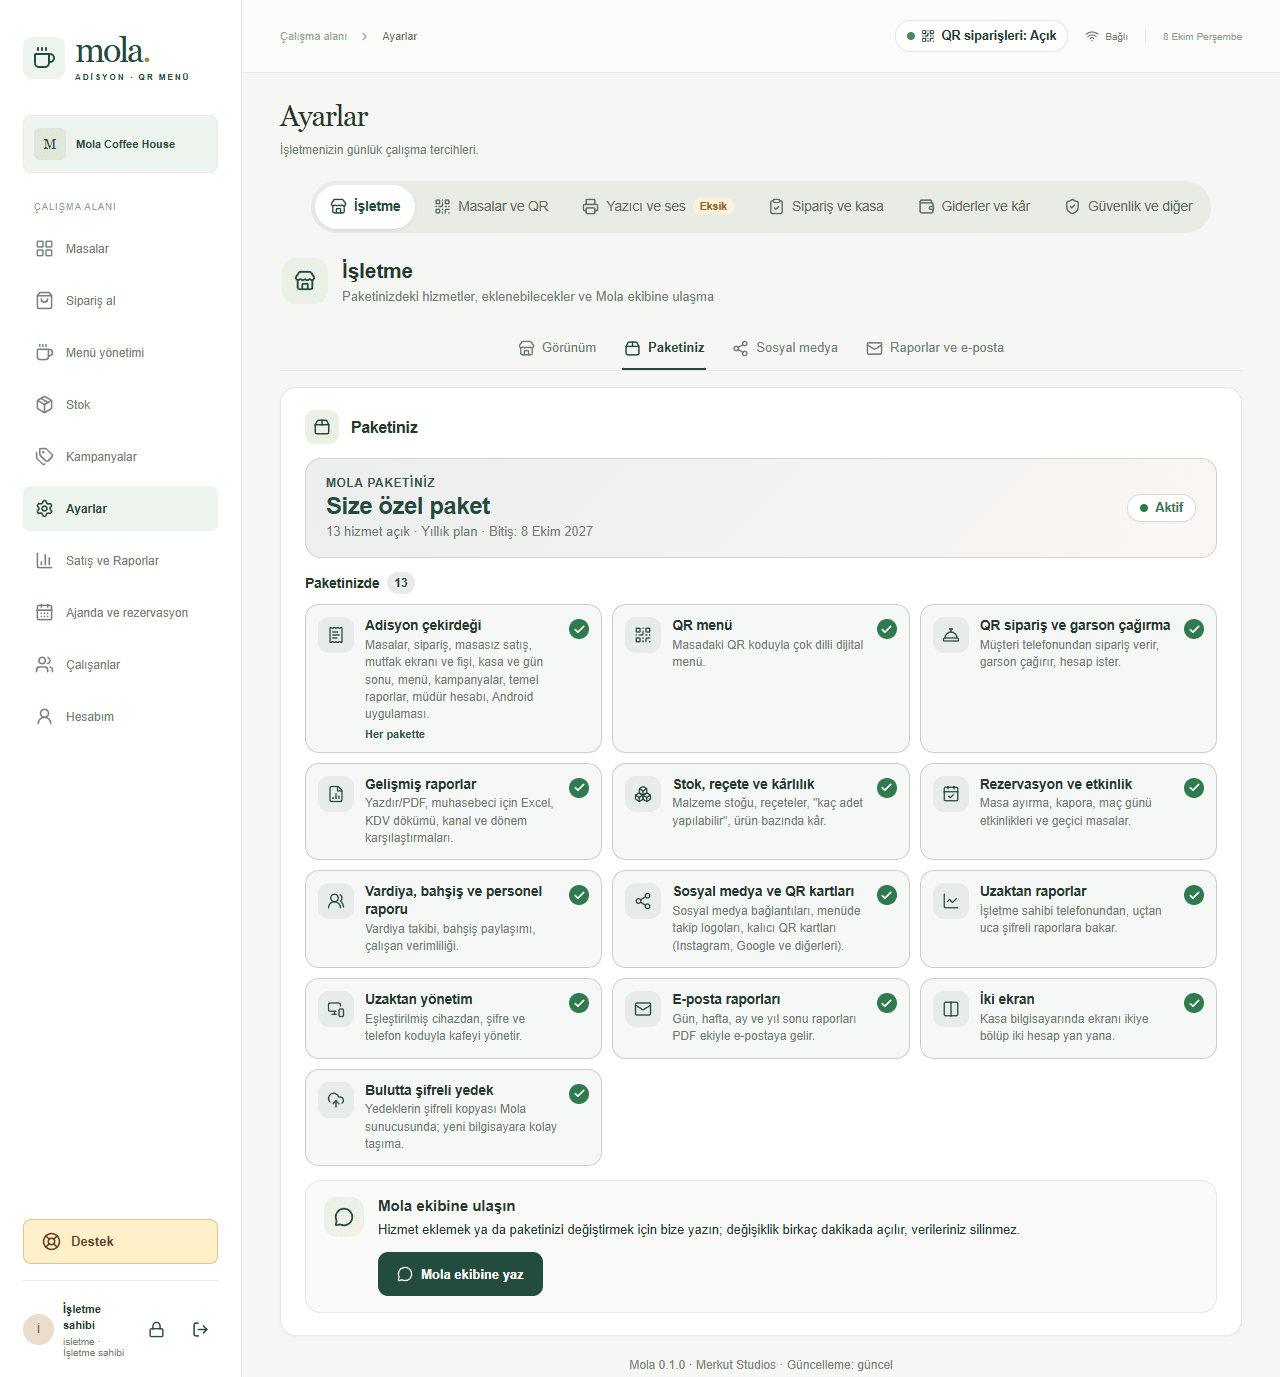 mola.
ADİSYON · QR MENÜ
M
Mola Coffee House
ÇALIŞMA ALANI
Masalar
Sipariş al
Menü yönetimi
Stok
Kampanyalar
Ayarlar
Satış ve Raporlar
Ajanda ve rezervasyon
Çalışanlar
Hesabım
Destek
İ
İşletme
sahibi
isletme ·
İşletme sahibi
Çalışma alanı
Ayarlar
QR siparişleri: Açık
Bağlı
8 Ekim Perşembe
Ayarlar
İşletmenizin günlük çalışma tercihleri.
İşletme
Masalar ve QR
Yazıcı ve ses
Eksik
Sipariş ve kasa
Giderler ve kâr
Güvenlik ve diğer
İşletme
Paketinizdeki hizmetler, eklenebilecekler ve Mola ekibine ulaşma
Görünüm
Paketiniz
Sosyal medya
Raporlar ve e-posta
Paketiniz
MOLA PAKETİNİZ
Size özel paket
13 hizmet açık · Yıllık plan · Bitiş: 8 Ekim 2027
Aktif
Paketinizde
13
Adisyon çekirdeği
Masalar, sipariş, masasız satış,
mutfak ekranı ve fişi, kasa ve gün
sonu, menü, kampanyalar, temel
raporlar, müdür hesabı, Android
uygulaması.
Her pakette
QR menü
Masadaki QR koduyla çok dilli dijital
menü.
QR sipariş ve garson çağırma
Müşteri telefonundan sipariş verir,
garson çağırır, hesap ister.
Gelişmiş raporlar
Yazdır/PDF, muhasebeci için Excel,
KDV dökümü, kanal ve dönem
karşılaştırmaları.
Stok, reçete ve kârlılık
Malzeme stoğu, reçeteler, "kaç adet
yapılabilir", ürün bazında kâr.
Rezervasyon ve etkinlik
Masa ayırma, kapora, maç günü
etkinlikleri ve geçici masalar.
Vardiya, bahşiş ve personel
raporu
Vardiya takibi, bahşiş paylaşımı,
çalışan verimliliği.
Sosyal medya ve QR kartları
Sosyal medya bağlantıları, menüde
takip logoları, kalıcı QR kartları
(Instagram, Google ve diğerleri).
Uzaktan raporlar
İşletme sahibi telefonundan, uçtan
uca şifreli raporlara bakar.
Uzaktan yönetim
Eşleştirilmiş cihazdan, şifre ve
telefon koduyla kafeyi yönetir.
E-posta raporları
Gün, hafta, ay ve yıl sonu raporları
PDF ekiyle e-postaya gelir.
İki ekran
Kasa bilgisayarında ekranı ikiye
bölüp iki hesap yan yana.
Bulutta şifreli yedek
Yedeklerin şifreli kopyası Mola
sunucusunda; yeni bilgisayara kolay
taşıma.
Mola ekibine ulaşın
Hizmet eklemek ya da paketinizi değiştirmek için bize yazın; değişiklik birkaç dakikada açılır, verileriniz silinmez.
Mola ekibine yaz
Mola 0.1.0 · Merkut Studios · Güncelleme: güncel